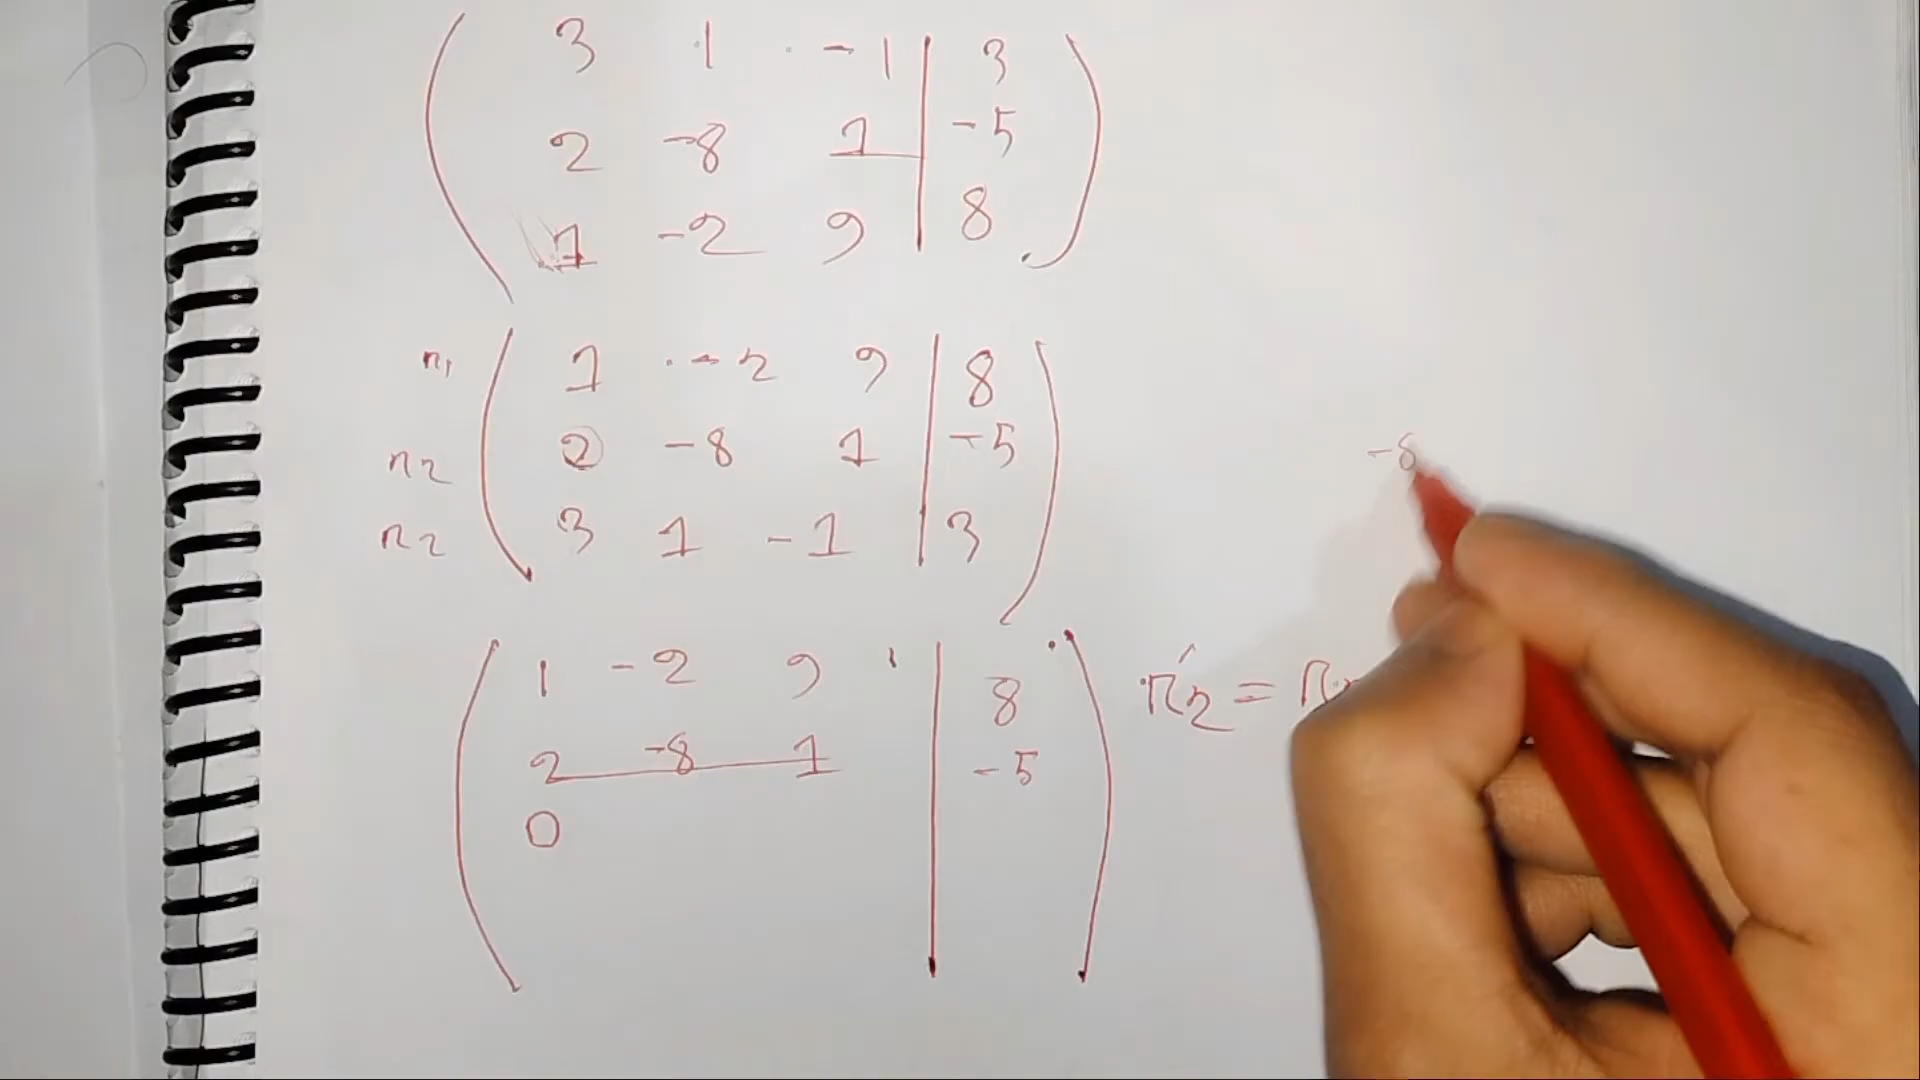 3 1 -1 | 3
2 -8 1 | -5
1 -2 9 | 8
r₁ 1 -2 9 | 8
r₂ 2 -8 1 | -5
r₂ 3 1 -1 | 3
-8
1 -2 9 | 8
r′₂ = r
2 -8 1 | -5
0